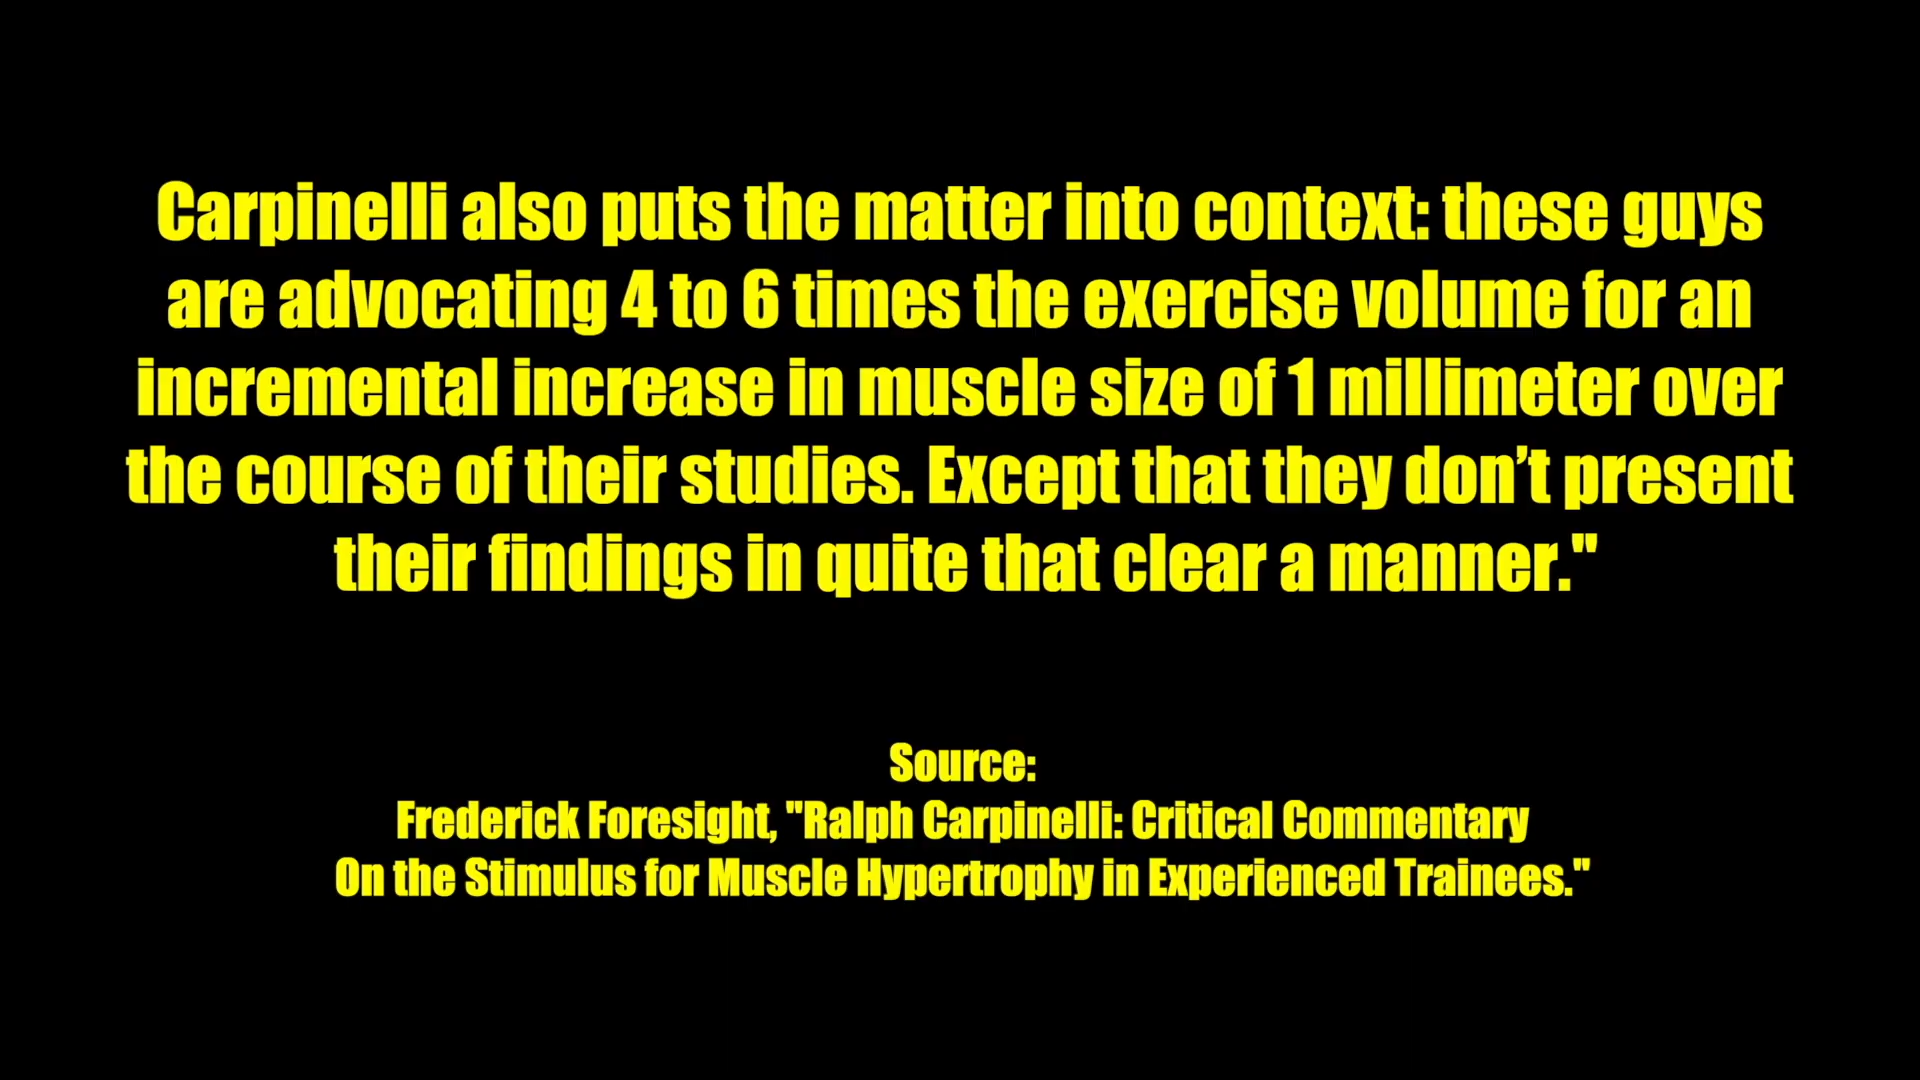 Carpinelli also puts the matter into context: these guys
are advocating 4 to 6 times the exercise volume for an
incremental increase in muscle size of 1 millimeter over
the course of their studies. Except that they don’t present
their findings in quite that clear a manner."
Source:
Frederick Foresight, "Ralph Carpinelli: Critical Commentary
On the Stimulus for Muscle Hypertrophy in Experienced Trainees."